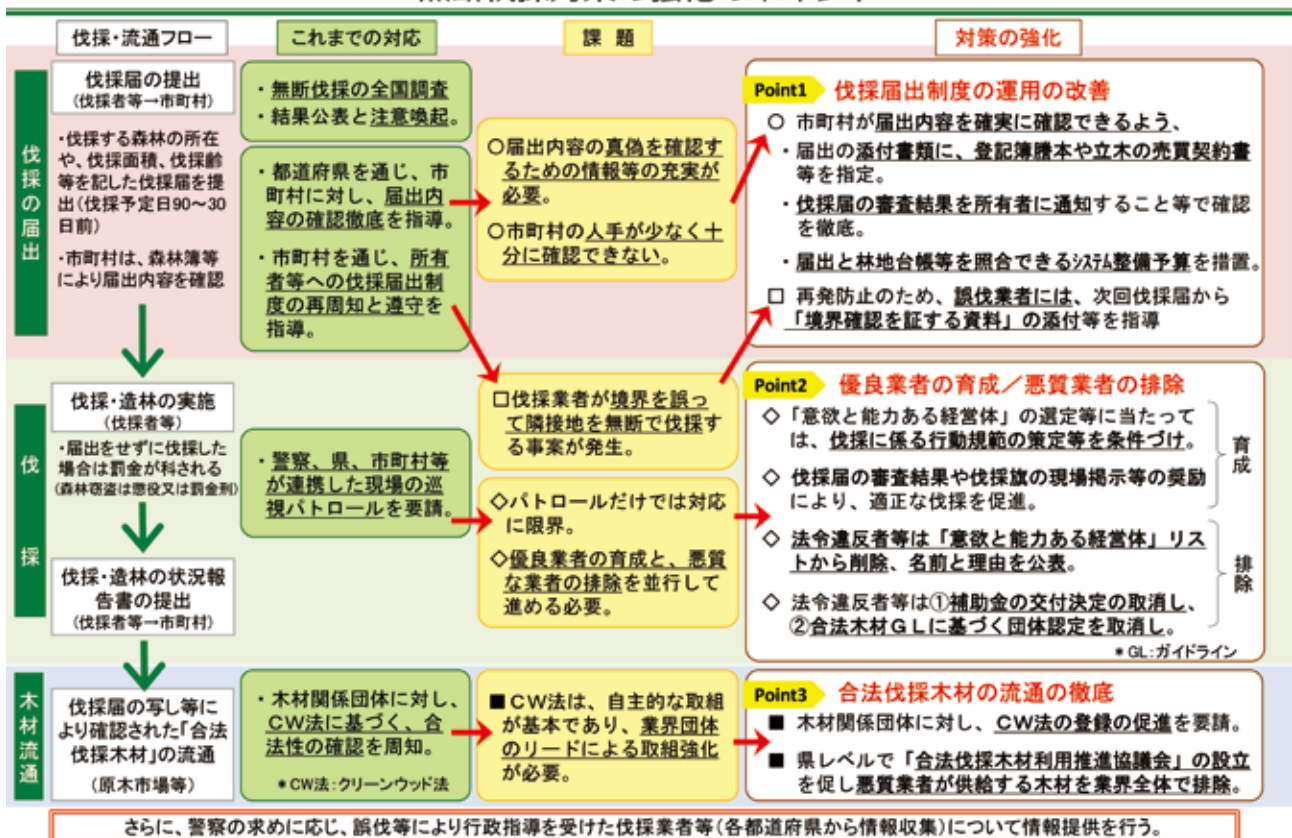 伐採・流通フロー
これまでの対応
課題
対策の強化
伐採の届出
伐採届の提出
(伐採者等→市町村)
・伐採する森林の所在
や、伐採面積、伐採齢
等を記した伐採届を提
出(伐採予定日90～30
日前)
・市町村は、森林簿等
により届出内容を確認
・無断伐採の全国調査
・結果公表と注意喚起。
・都道府県を通じ、市
町村に対し、届出内
容の確認徹底を指導。
・市町村を通じ、所有
者等への伐採届出制
度の再周知と遵守を
指導。
○届出内容の真偽を確認す
るための情報等の充実が
必要。
○市町村の人手が少なく十
分に確認できない。
Point1 伐採届出制度の運用の改善
○ 市町村が届出内容を確実に確認できるよう、
・届出の添付書類に、登記簿謄本や立木の売買契約書
等を指定。
・伐採届の審査結果を所有者に通知すること等で確認
を徹底。
・届出と林地台帳等を照合できるシステム整備予算を措置。
□ 再発防止のため、誤伐業者には、次回伐採届から
「境界確認を証する資料」の添付等を指導
伐採
伐採・造林の実施
(伐採者等)
・届出をせずに伐採した
場合は罰金が科される
(森林窃盗は懲役又は罰金刑)
伐採・造林の状況報
告書の提出
(伐採者等→市町村)
・警察、県、市町村等
が連携した現場の巡
視パトロールを要請。
□伐採業者が境界を誤っ
て隣接地を無断で伐採す
る事案が発生。
◇パトロールだけでは対応
に限界。
◇優良業者の育成と、悪質
な業者の排除を並行して
進める必要。
Point2 優良業者の育成／悪質業者の排除
◇ 「意欲と能力ある経営体」の選定等に当たって
は、伐採に係る行動規範の策定等を条件づけ。
◇ 伐採届の審査結果や伐採旗の現場掲示等の奨励
により、適正な伐採を促進。
育成
◇ 法令違反者等は「意欲と能力ある経営体」リス
トから削除、名前と理由を公表。
◇ 法令違反者等は①補助金の交付決定の取消し、
②合法木材ＧＬに基づく団体認定を取消し。
排除
＊GL:ガイドライン
木材流通
伐採届の写し等に
より確認された「合法
伐採木材」の流通
(原木市場等)
・木材関係団体に対し、
CW法に基づく、合
法性の確認を周知。
＊CW法:クリーンウッド法
■CW法は、自主的な取組
が基本であり、業界団体
のリードによる取組強化
が必要。
Point3 合法伐採木材の流通の徹底
■ 木材関係団体に対し、CW法の登録の促進を要請。
■ 県レベルで「合法伐採木材利用推進協議会」の設立
を促し悪質業者が供給する木材を業界全体で排除。
さらに、警察の求めに応じ、誤伐等により行政指導を受けた伐採業者等(各都道府県から情報収集)について情報提供を行う。